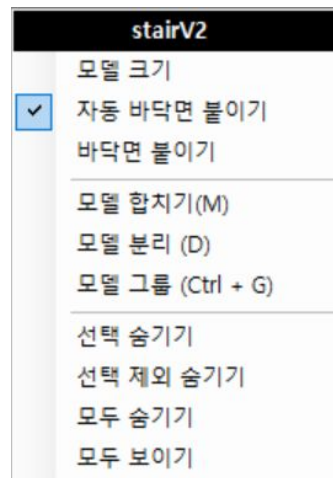 stairV2
모델 크기
자동 바닥면 붙이기
바닥면 붙이기
모델 합치기(M)
모델 분리 (D)
모델 그룹 (Ctrl + G)
선택 숨기기
선택 제외 숨기기
모두 숨기기
모두 보이기